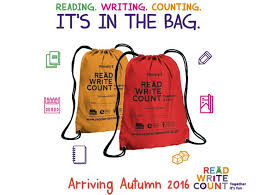 READING. WRITING. COUNTING.
IT'S IN THE BAG.
READ
WRITE
COUNT
READ
WRITE
COUNT
Arriving Autumn 2016
READ
WRITE
COUNT
Together
it's fun